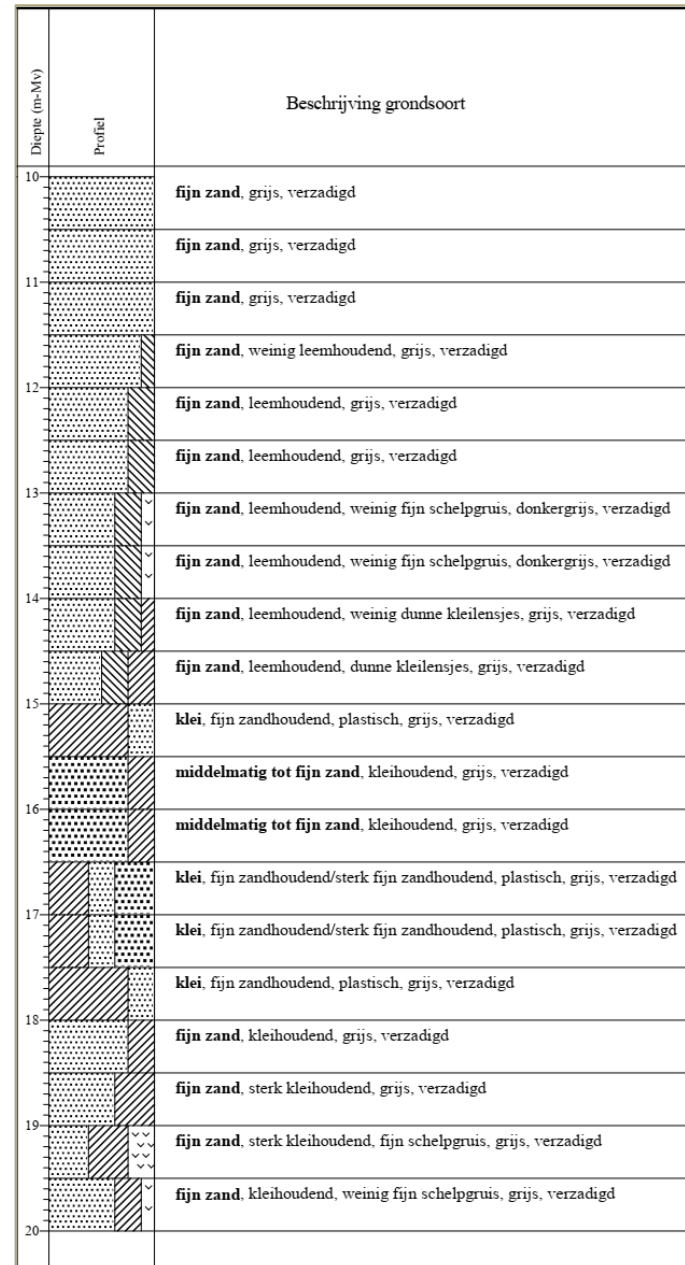 Diepte (m-Mv)
Profiel
Beschrijving grondsoort
10
fijn zand, grijs, verzadigd
fijn zand, grijs, verzadigd
11
fijn zand, grijs, verzadigd
fijn zand, weinig leemhoudend, grijs, verzadigd
12
fijn zand, leemhoudend, grijs, verzadigd
fijn zand, leemhoudend, grijs, verzadigd
13
fijn zand, leemhoudend, weinig fijn schelpgruis, donkergrijs, verzadigd
fijn zand, leemhoudend, weinig fijn schelpgruis, donkergrijs, verzadigd
14
fijn zand, leemhoudend, weinig dunne kleilensjes, grijs, verzadigd
fijn zand, leemhoudend, dunne kleilensjes, grijs, verzadigd
15
klei, fijn zandhoudend, plastisch, grijs, verzadigd
middelmatig tot fijn zand, kleihoudend, grijs, verzadigd
16
middelmatig tot fijn zand, kleihoudend, grijs, verzadigd
klei, fijn zandhoudend/sterk fijn zandhoudend, plastisch, grijs, verzadigd
17
klei, fijn zandhoudend/sterk fijn zandhoudend, plastisch, grijs, verzadigd
klei, fijn zandhoudend, plastisch, grijs, verzadigd
18
fijn zand, kleihoudend, grijs, verzadigd
fijn zand, sterk kleihoudend, grijs, verzadigd
19
fijn zand, sterk kleihoudend, fijn schelpgruis, grijs, verzadigd
fijn zand, kleihoudend, weinig fijn schelpgruis, grijs, verzadigd
20